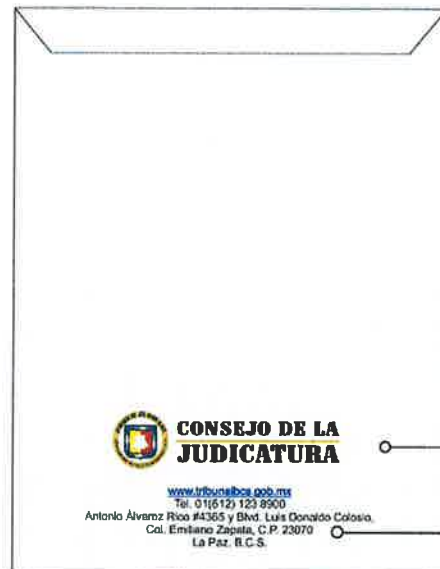 CONSEJO DE LA
JUDICATURA
www.tribunalbcs.gob.mx
Tel. 01(612) 123 8900
Antonio Álvarez Rico #4365 y Blvd. Luis Donaldo Colosio,
Col. Emiliano Zapata, C.P. 23070
La Paz, B.C.S.